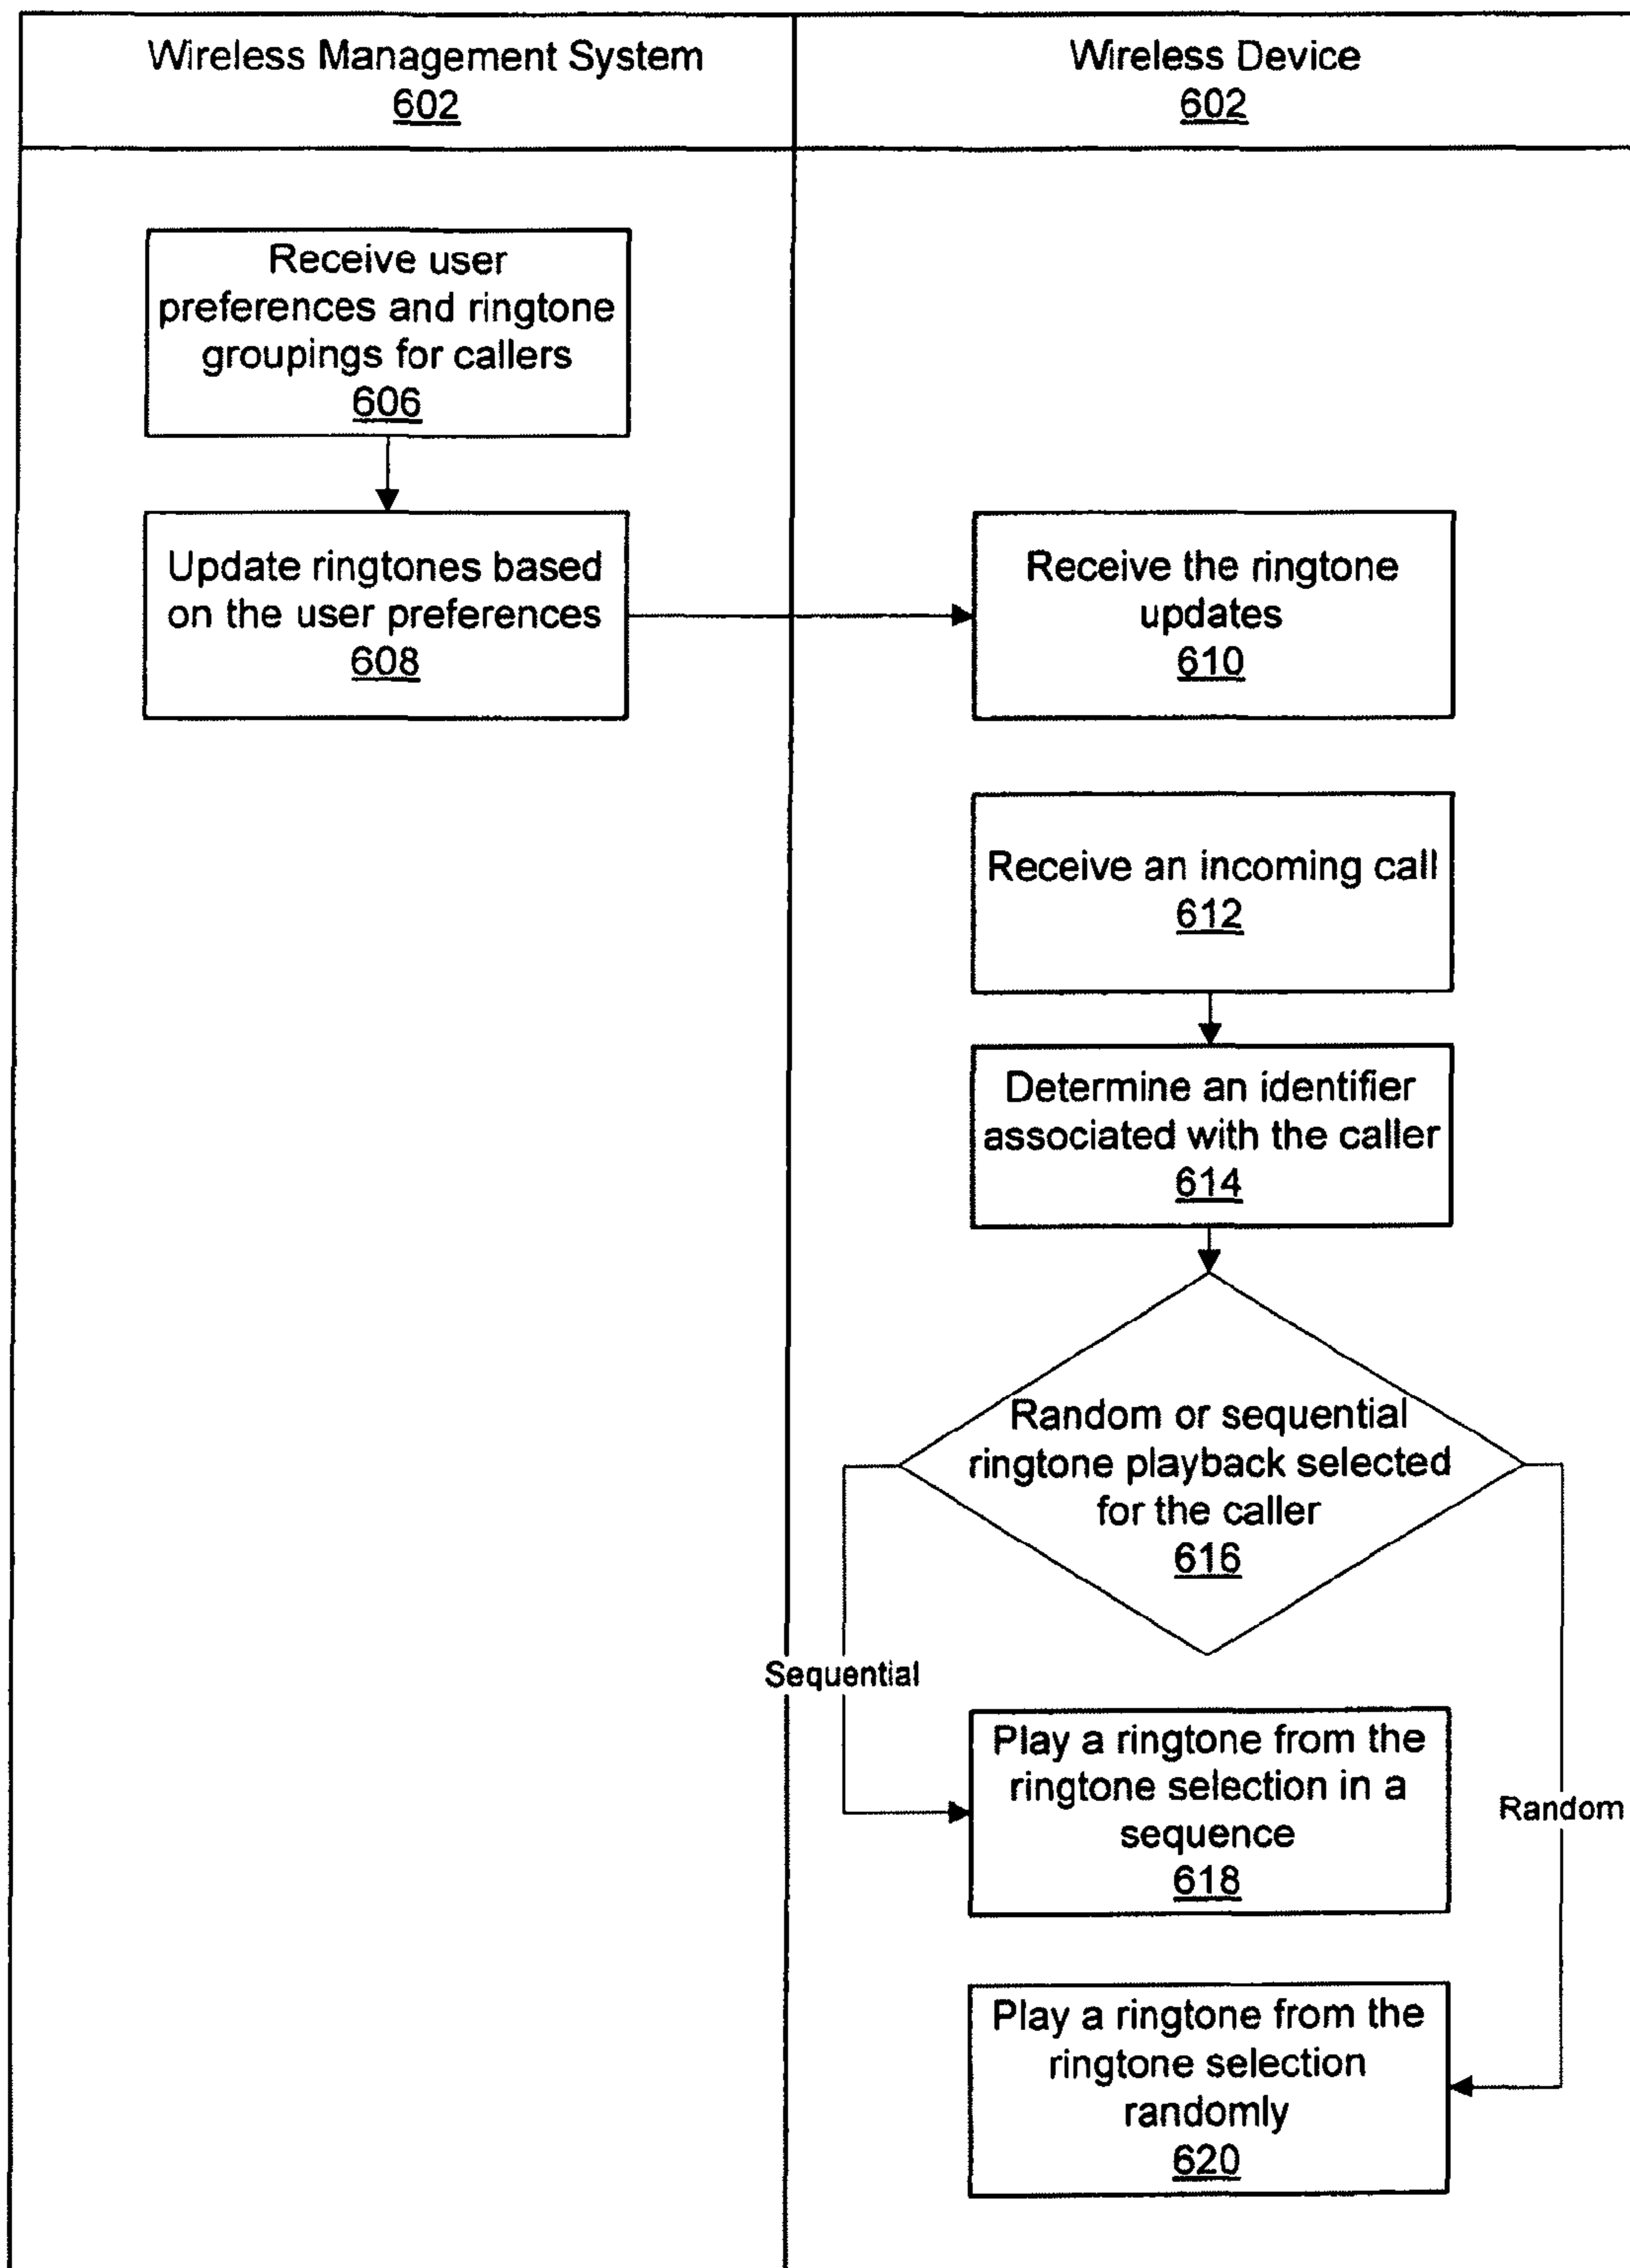 Wireless Management System
602
Wireless Device
602
Receive user
preferences and ringtone
groupings for callers
606
Update ringtones based
on the user preferences
608
Receive the ringtone
updates
610
Receive an incoming call
612
Determine an identifier
associated with the caller
614
Random or sequential
ringtone playback selected
for the caller
616
Sequential
Play a ringtone from the
ringtone selection in a
sequence
618
Random
Play a ringtone from the
ringtone selection
randomly
620